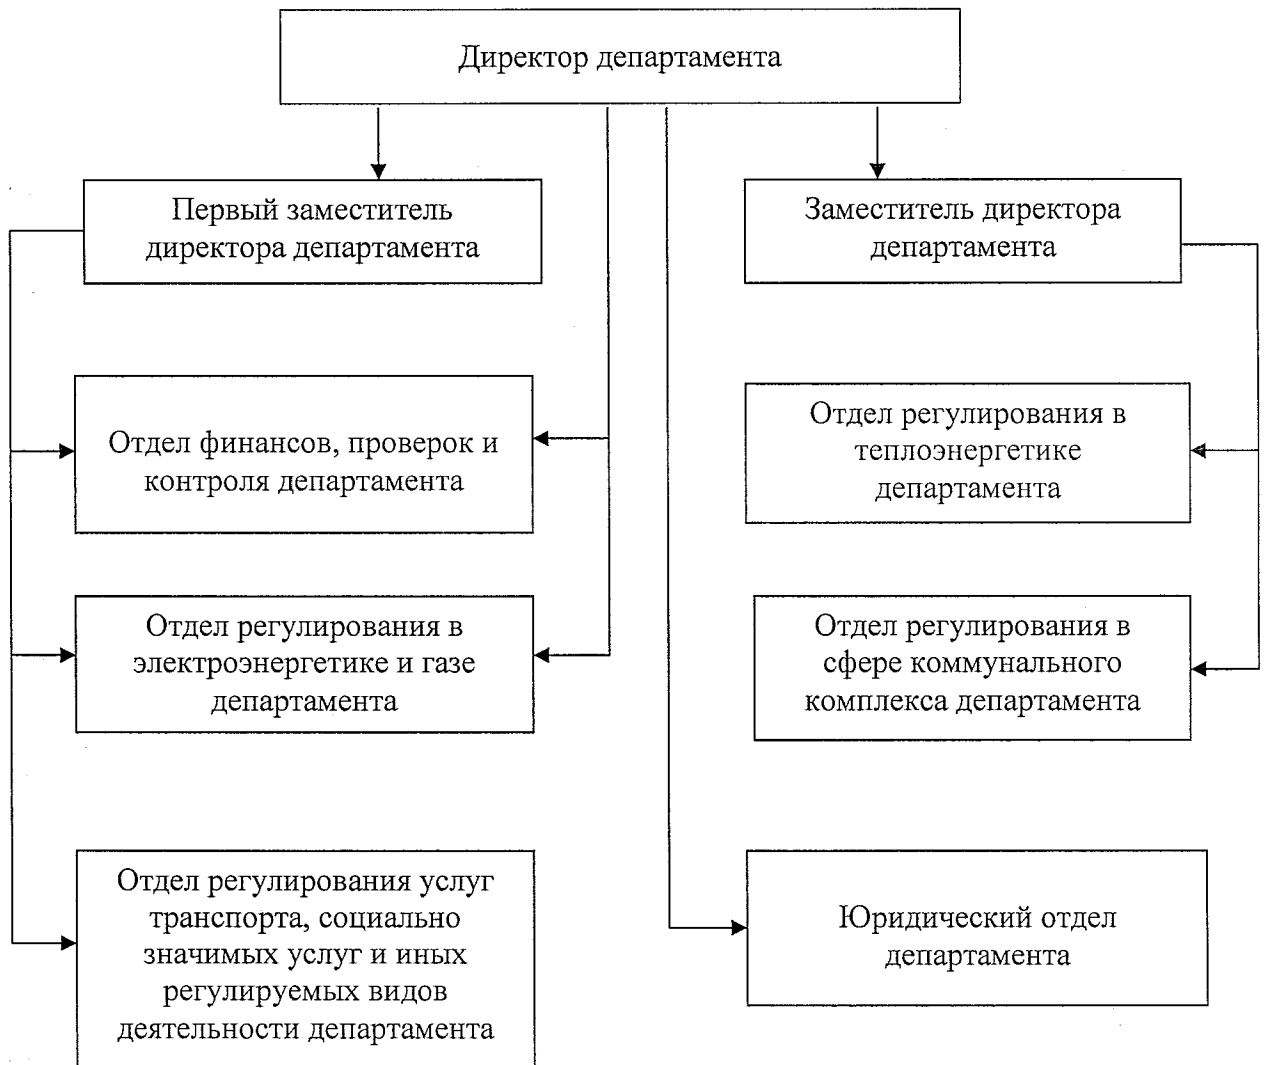 Директор департамента
Первый заместитель
директора департамента
Заместитель директора
департамента
Отдел финансов, проверок и
контроля департамента
Отдел регулирования в
теплоэнергетике
департамента
Отдел регулирования в
электроэнергетике и газе
департамента
Отдел регулирования в
сфере коммунального
комплекса департамента
Отдел регулирования услуг
транспорта, социально
значимых услуг и иных
регулируемых видов
деятельности департамента
Юридический отдел
департамента